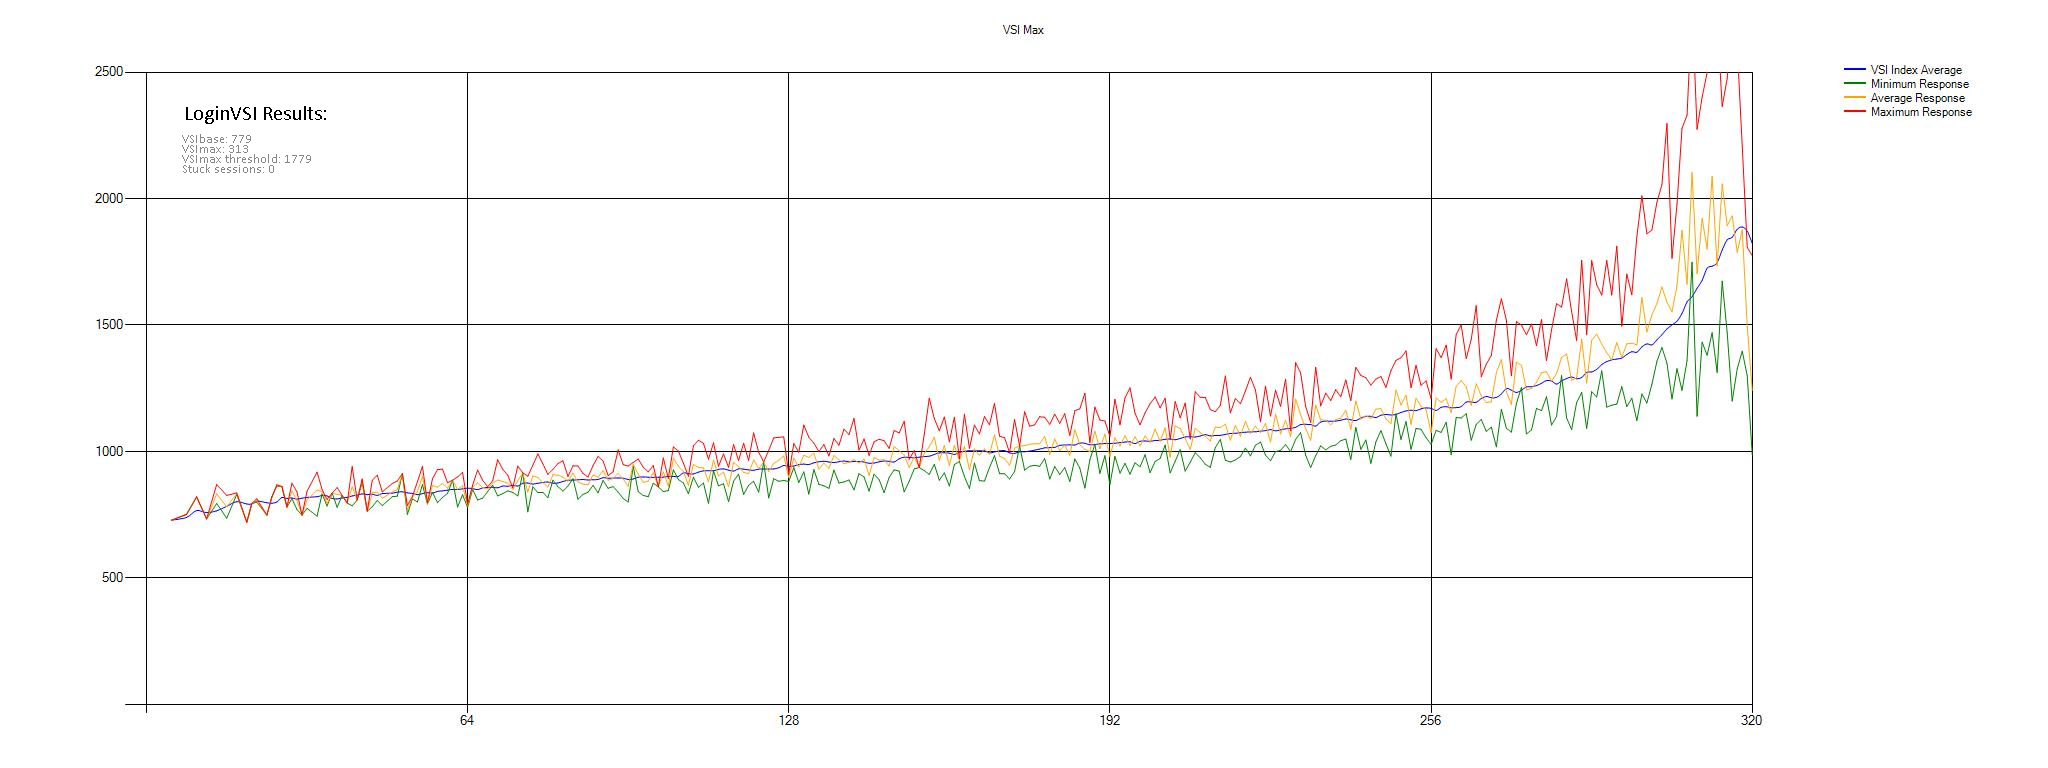 VSI Max
2500
2000
1500
1000
500
LoginVSI Results:
VSIbase: 779
VSImax: 313
VSImax threshold: 1779
Stuck sessions: 0
VSI Index Average
Minimum Response
Average Response
Maximum Response
64
128
192
256
320